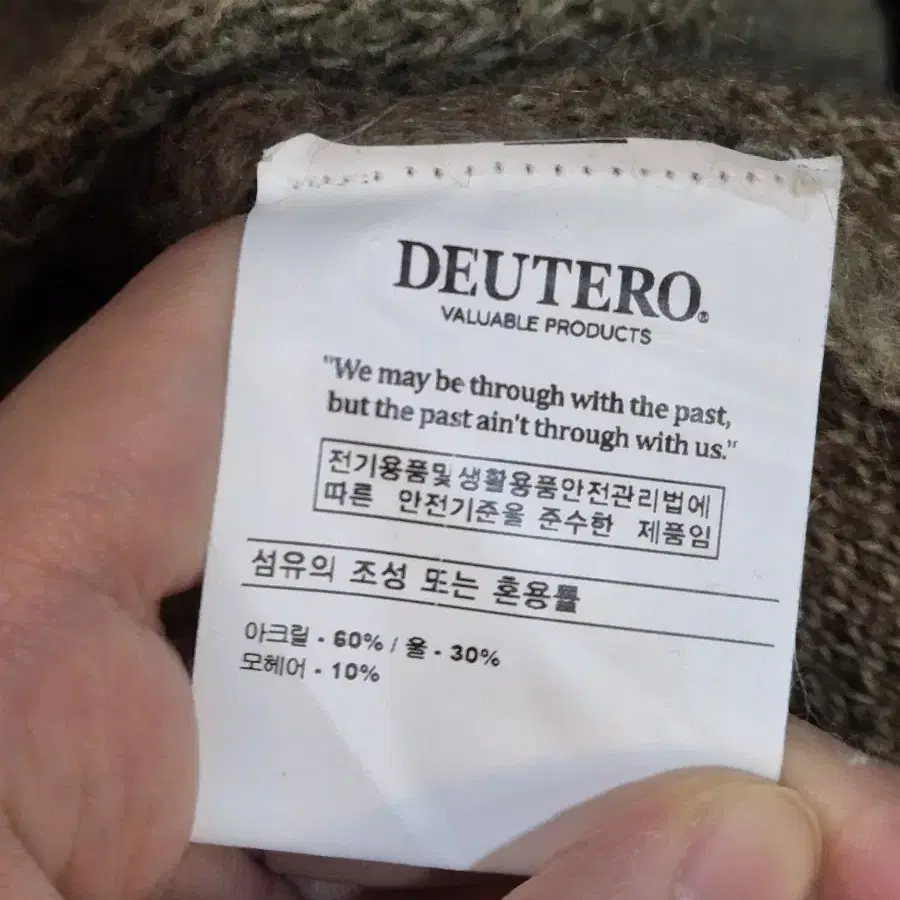 DEUTERO®
VALUABLE PRODUCTS
"We may be through with the past,
but the past ain't through with us."
전기용품및 생활용품안전관리법에
따른 안전기준을 준수한 제품임
섬유의 조성 또는 혼용률
아크릴 - 60% / 울 - 30%
모헤어 - 10%